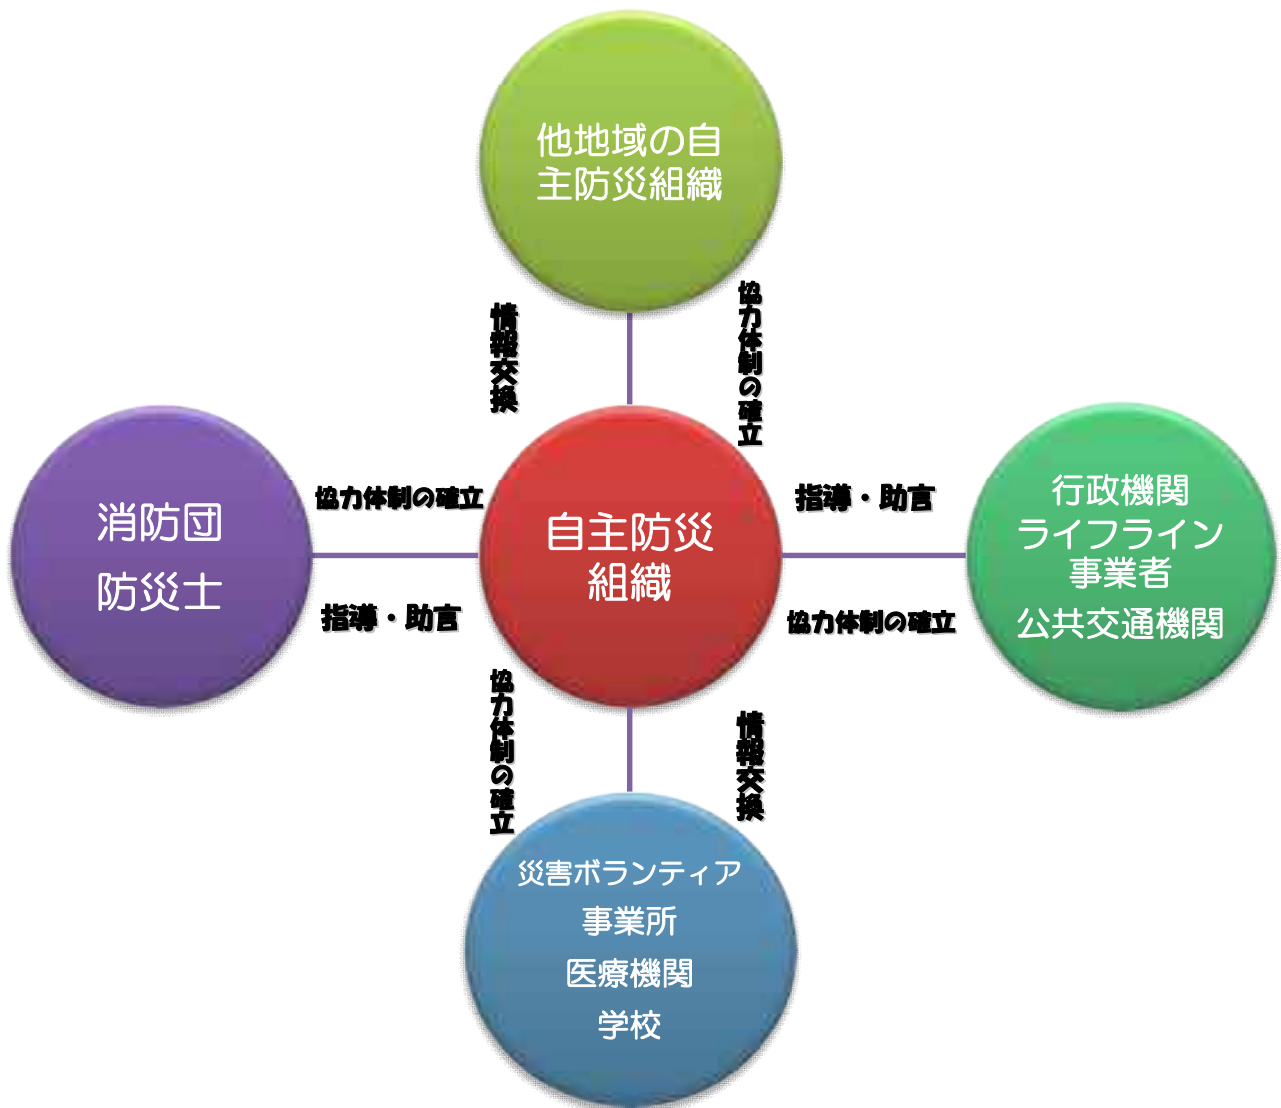 他地域の自
主防災組織
情報交換
協力体制の確立
消防団
防災士
協力体制の確立
指導・助言
自主防災
組織
指導・助言
協力体制の確立
行政機関
ライフライン
事業者
公共交通機関
協力体制の確立
情報交換
災害ボランティア
事業所
医療機関
学校